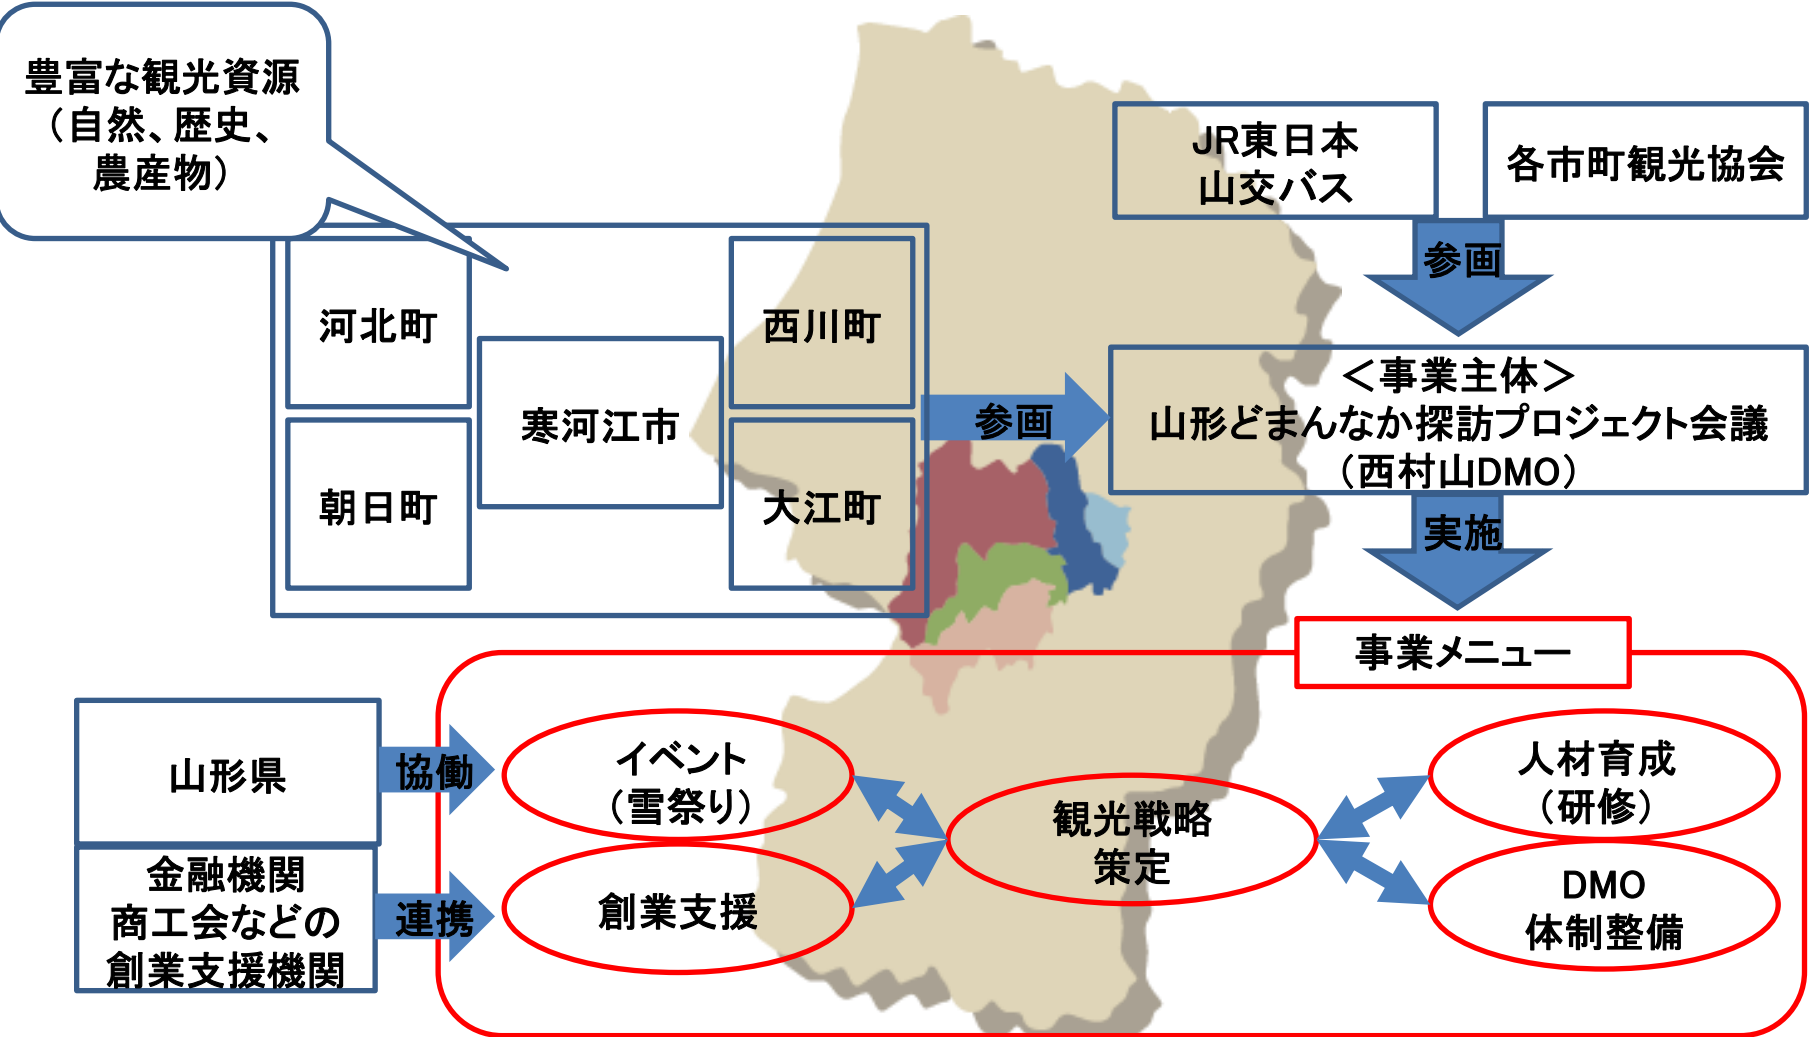 豊富な観光資源
（自然、歴史、
農産物）
JR東日本
山交バス
各市町観光協会
参画
河北町
西川町
寒河江市
朝日町
大江町
参画
＜事業主体＞
山形どまんなか探訪プロジェクト会議
（西村山DMO）
実施
事業メニュー
山形県
協働
イベント
（雪祭り）
金融機関
商工会などの
創業支援機関
連携
創業支援
観光戦略
策定
人材育成
（研修）
DMO
体制整備